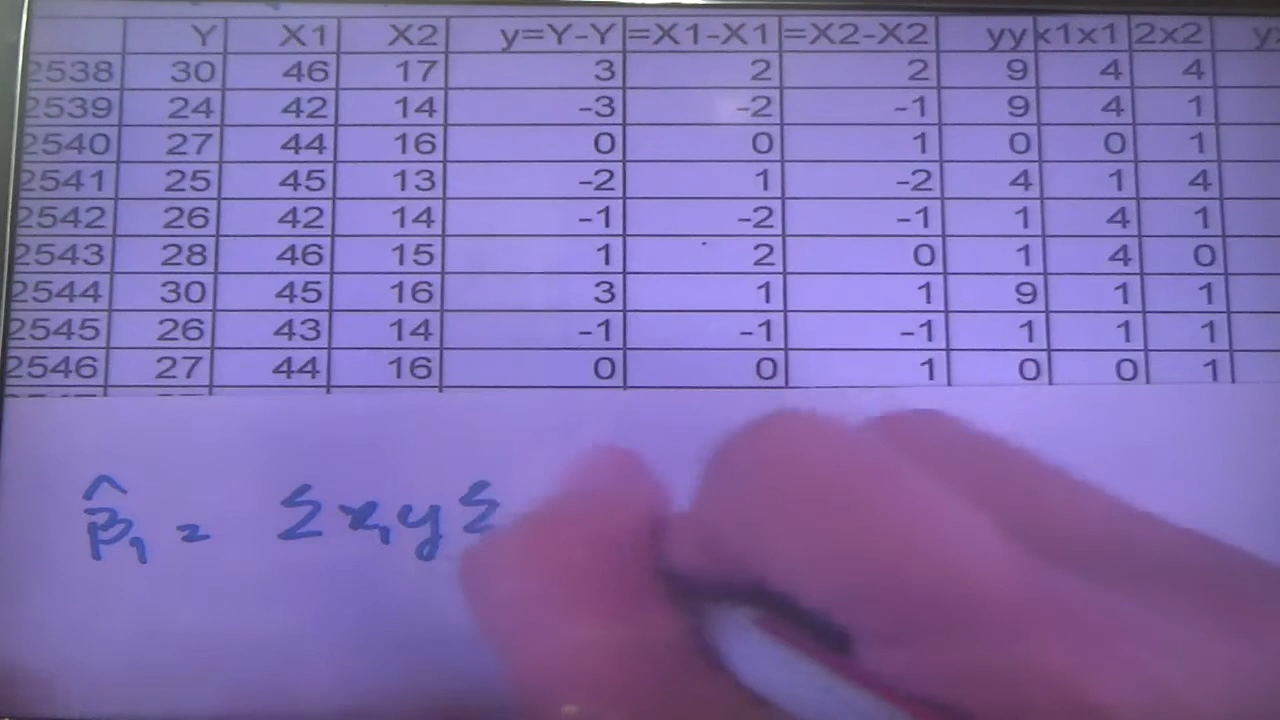 Y X1 X2 y=Y-Y =X1-X1 =X2-X2 yy x1x1 2x2
2538 30 46 17 3 2 2 9 4 4
2539 24 42 14 -3 -2 -1 9 4 1
2540 27 44 16 0 0 1 0 0 1
2541 25 45 13 -2 1 -2 4 1 4
2542 26 42 14 -1 -2 -1 1 4 1
2543 28 46 15 1 2 0 1 4 0
2544 30 45 16 3 1 1 9 1 1
2545 26 43 14 -1 -1 -1 1 1 1
2546 27 44 16 0 0 1 0 0 1
β̂₁ = Σx₁yΣ